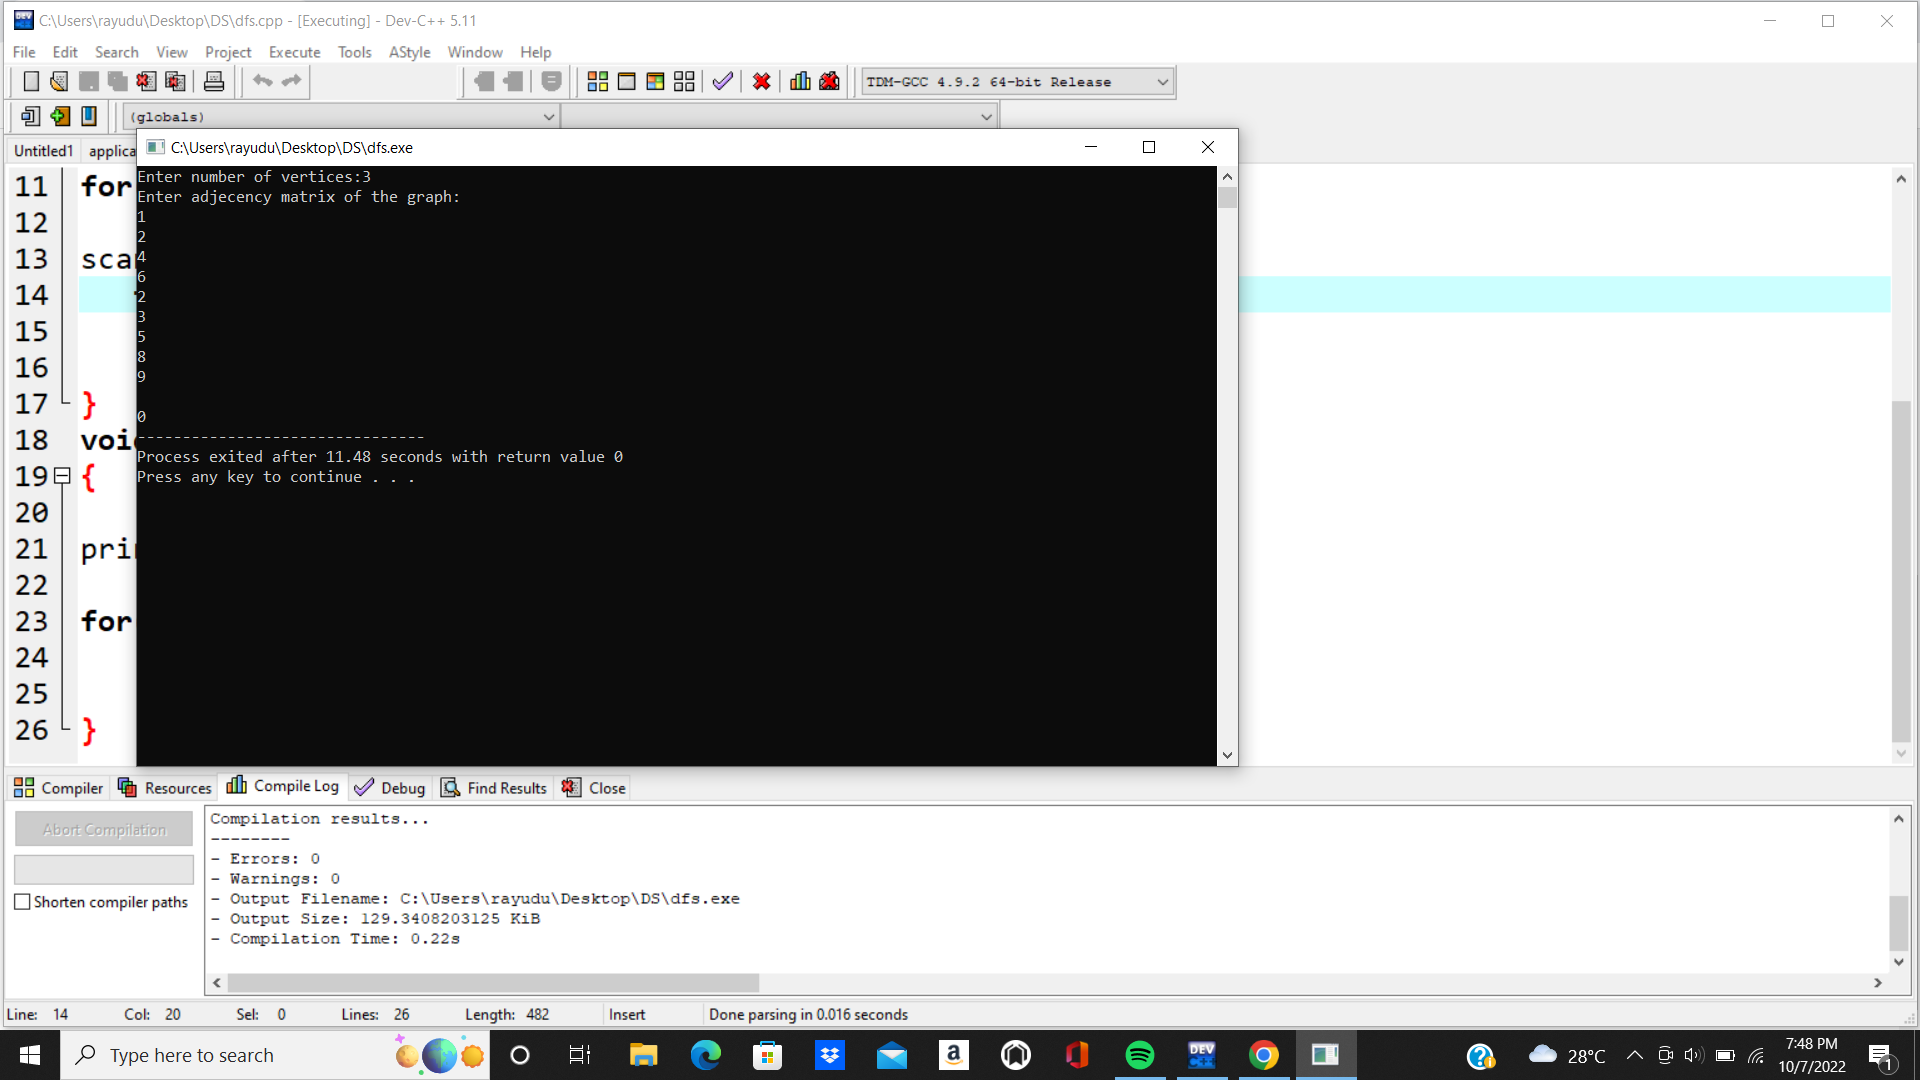 C:\Users\rayudu\Desktop\DS\dfs.cpp - [Executing] - Dev-C++ 5.11
File Edit Search View Project Execute Tools AStyle Window Help
TDM-GCC 4.9.2 64-bit Release
(globals)
C:\Users\rayudu\Desktop\DS\dfs.exe
Untitled1 applica
Enter number of vertices:3
Enter adjecency matrix of the graph:
1
2
4
6
2
3
5
8
9
0
--------------------------------
Process exited after 11.48 seconds with return value 0
Press any key to continue . . .
11 for
12
13 scan
14
15
16
17 }
18 void
19 {
20
21 prin
22
23 for
24
25
26 }
Compiler Resources Compile Log Debug Find Results Close
Abort Compilation
Shorten compiler paths
Compilation results...
--------
- Errors: 0
- Warnings: 0
- Output Filename: C:\Users\rayudu\Desktop\DS\dfs.exe
- Output Size: 129.3408203125 KiB
- Compilation Time: 0.22s
Line: 14 Col: 20 Sel: 0 Lines: 26 Length: 482 Insert Done parsing in 0.016 seconds
Type here to search
DEV
28°C
7:48 PM
10/7/2022
1